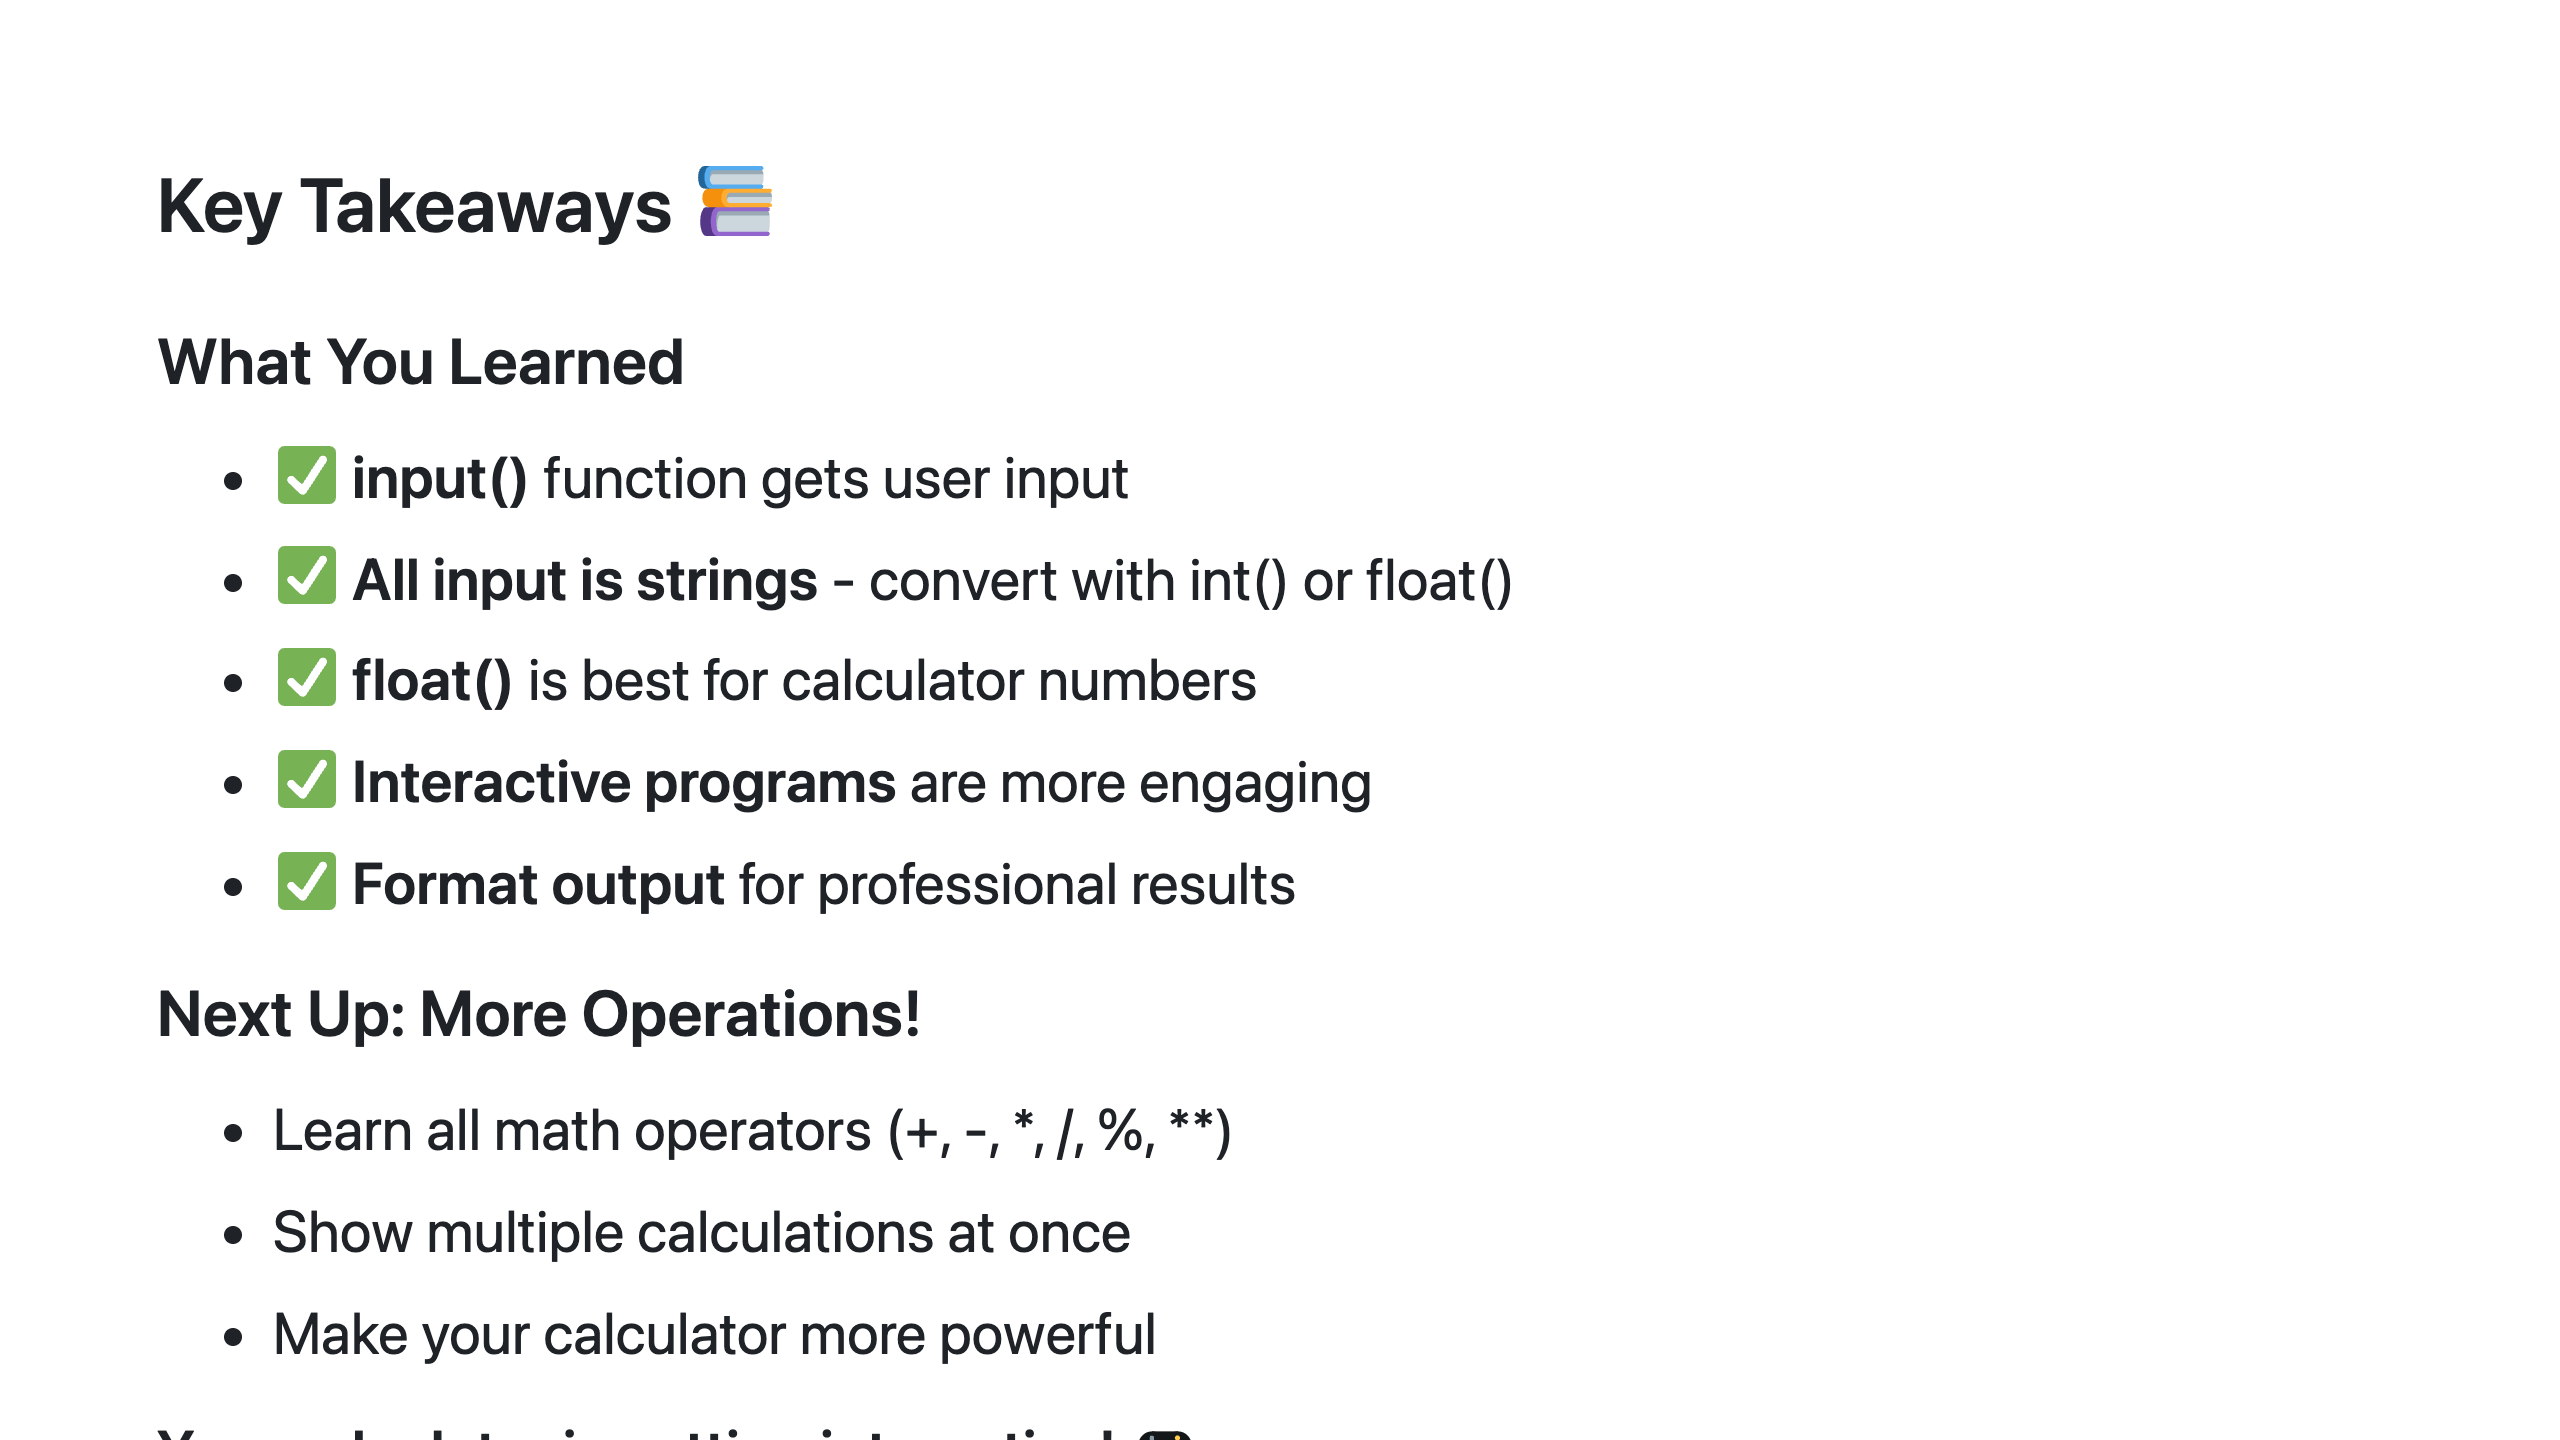 Key Takeaways 📚
What You Learned
• ✅ input() function gets user input
• ✅ All input is strings - convert with int() or float()
• ✅ float() is best for calculator numbers
• ✅ Interactive programs are more engaging
• ✅ Format output for professional results
Next Up: More Operations!
• Learn all math operators (+, -, *, /, %, **)
• Show multiple calculations at once
• Make your calculator more powerful